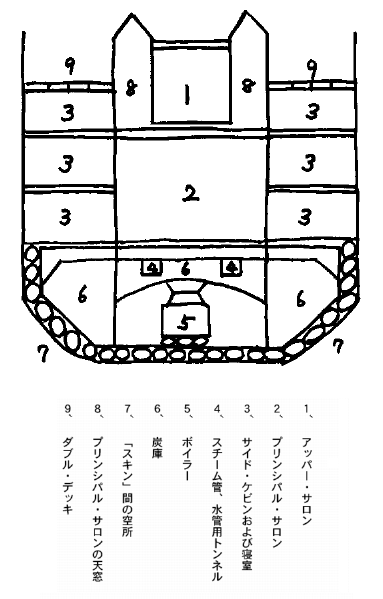 9
9
8
8
1
3
3
3
3
2
3
3
4
6
4
6
6
5
7
7
1、アッパー・サロン
2、プリンシパル・サロン
3、サイド・ケビンおよび寝室
4、スチーム管、水管用トンネル
5、ボイラー
6、炭庫
7、「スキン」間の空所
8、プリンシパル・サロンの天窓
9、ダブル・デッキ